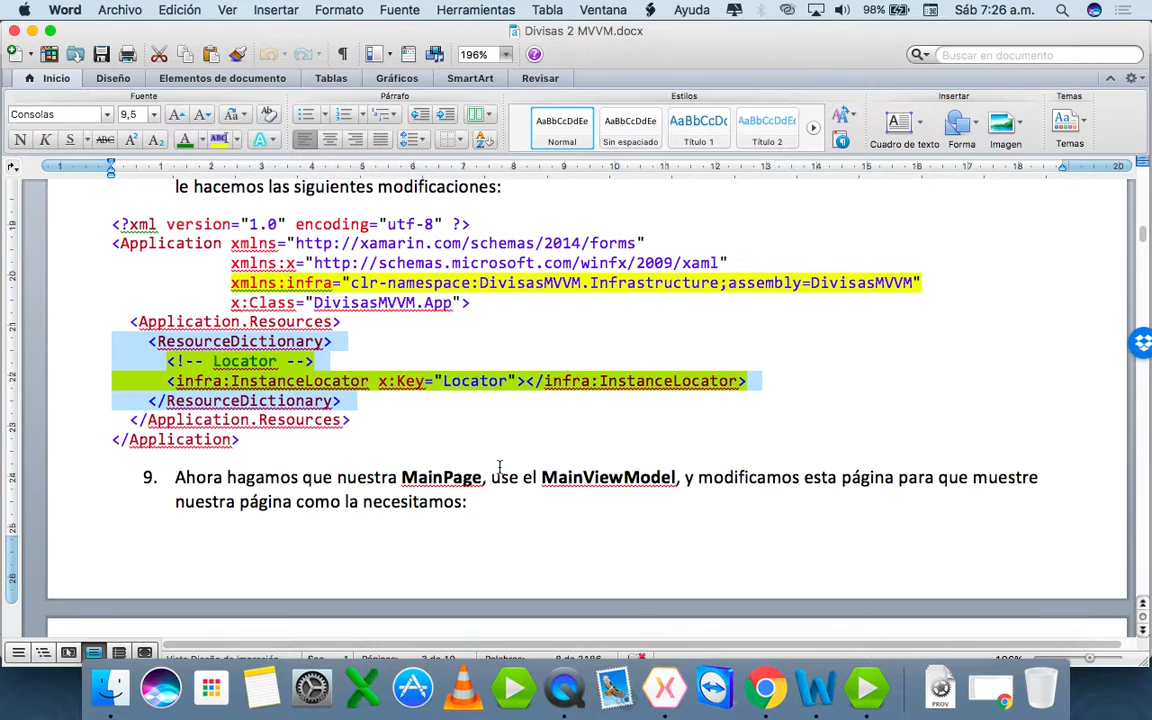 Word Archivo Edición Ver Insertar Formato Fuente Herramientas Tabla Ventana Ayuda 98% Sáb 7:26 a.m.
Divisas 2 MVVM.docx
196% Buscar en documento
Inicio Diseño Elementos de documento Tablas Gráficos SmartArt Revisar
Fuente Párrafo Estilos Insertar Temas
Consolas 9,5 AaBbCcDdEe AaBbCcDdEe AaBbCcDc AaBbCcDdEe
Normal Sin espaciado Título 1 Título 2 Cuadro de texto Forma Imagen Temas
le hacemos las siguientes modificaciones:
<?xml version="1.0" encoding="utf-8" ?>
<Application xmlns="http://xamarin.com/schemas/2014/forms"
xmlns:x="http://schemas.microsoft.com/winfx/2009/xaml"
xmlns:infra="clr-namespace:DivisasMVVM.Infrastructure;assembly=DivisasMVVM"
x:Class="DivisasMVVM.App">
<Application.Resources>
<ResourceDictionary>
<!-- Locator -->
<infra:InstanceLocator x:Key="Locator"></infra:InstanceLocator>
</ResourceDictionary>
</Application.Resources>
</Application>
9. Ahora hagamos que nuestra MainPage, use el MainViewModel, y modificamos esta página para que muestre
nuestra página como la necesitamos: